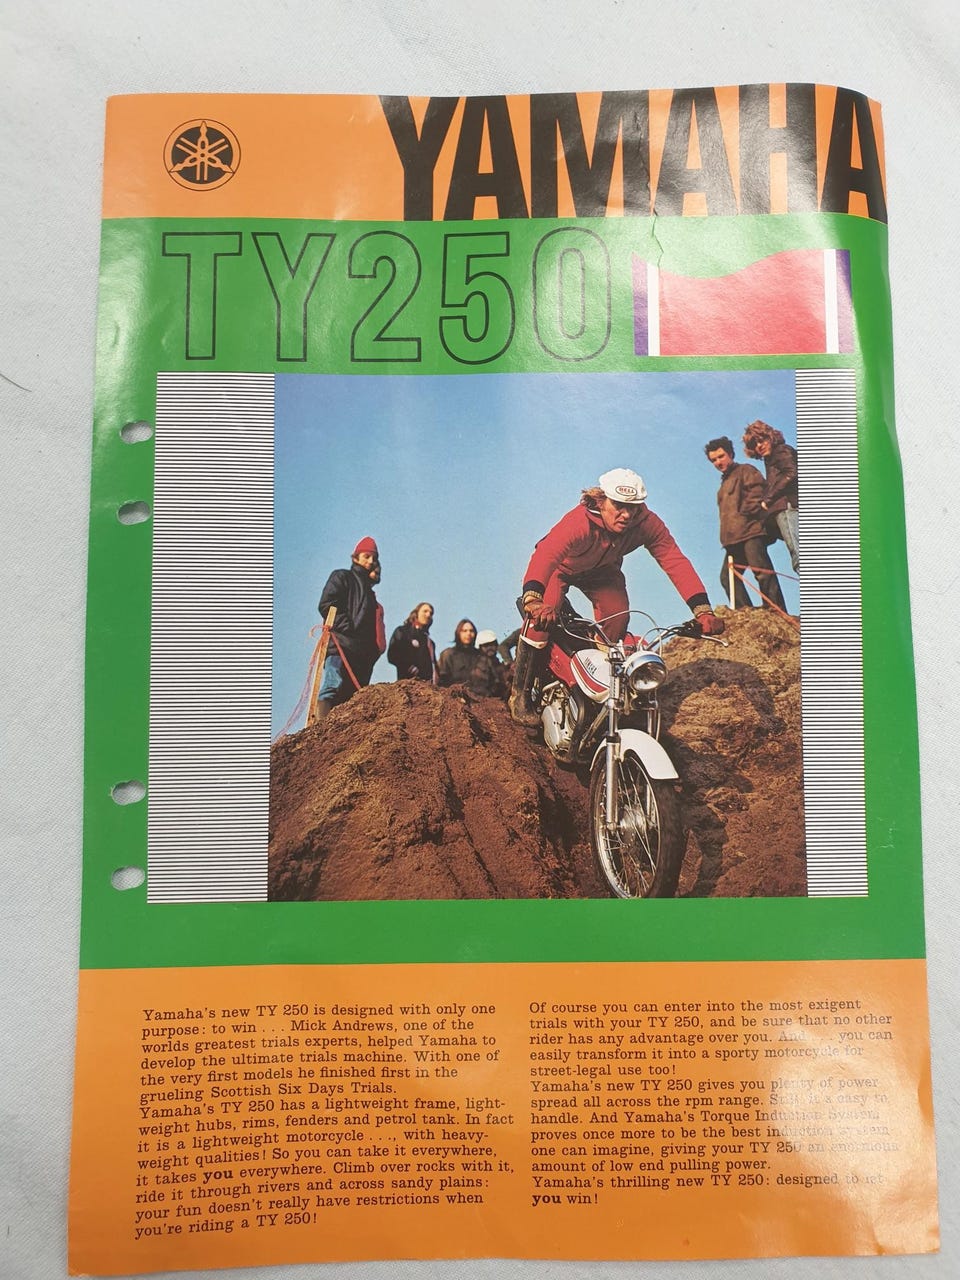 YAMAHA
TY250
BELL
YAMAHA
Yamaha's new TY 250 is designed with only one
purpose: to win . . . Mick Andrews, one of the
worlds greatest trials experts, helped Yamaha to
develop the ultimate trials machine. With one of
the very first models he finished first in the
grueling Scottish Six Days Trials.
Yamaha's TY 250 has a lightweight frame, light-
weight hubs, rims, fenders and petrol tank. In fact
it is a lightweight motorcycle . . ., with heavy-
weight qualities! So you can take it everywhere,
it takes you everywhere. Climb over rocks with it,
ride it through rivers and across sandy plains:
your fun doesn't really have restrictions when
you're riding a TY 250!
Of course you can enter into the most exigent
trials with your TY 250, and be sure that no other
rider has any advantage over you. And . . . you can
easily transform it into a sporty motorcycle for
street-legal use too!
Yamaha's new TY 250 gives you plenty of power
spread all across the rpm range. Still, it's easy to
handle. And Yamaha's Torque Induction System
proves once more to be the best induction system
one can imagine, giving your TY 250 an enormous
amount of low end pulling power.
Yamaha's thrilling new TY 250: designed to let
you win!